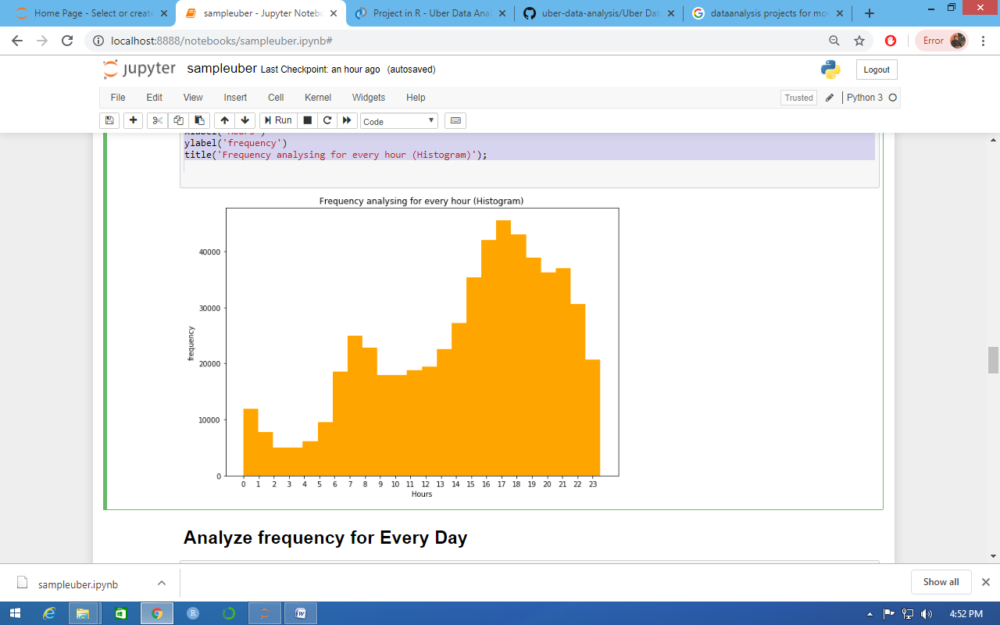 Home Page - Select or create
sampleuber - Jupyter Noteb
Project in R - Uber Data Ana
uber-data-analysis/Uber Dat
dataanalysis projects for mo
localhost:8888/notebooks/sampleuber.ipynb#
Error
jupyter sampleuber Last Checkpoint: an hour ago (autosaved)
Logout
File Edit View Insert Cell Kernel Widgets Help
Trusted
Python 3
Run
Code
xlabel('Hours')
ylabel('frequency')
title('Frequency analysing for every hour (Histogram)');
Frequency analysing for every hour (Histogram)
40000
30000
20000
10000
0
frequency
0 1 2 3 4 5 6 7 8 9 10 11 12 13 14 15 16 17 18 19 20 21 22 23
Hours
Analyze frequency for Every Day
sampleuber.ipynb
Show all
4:52 PM